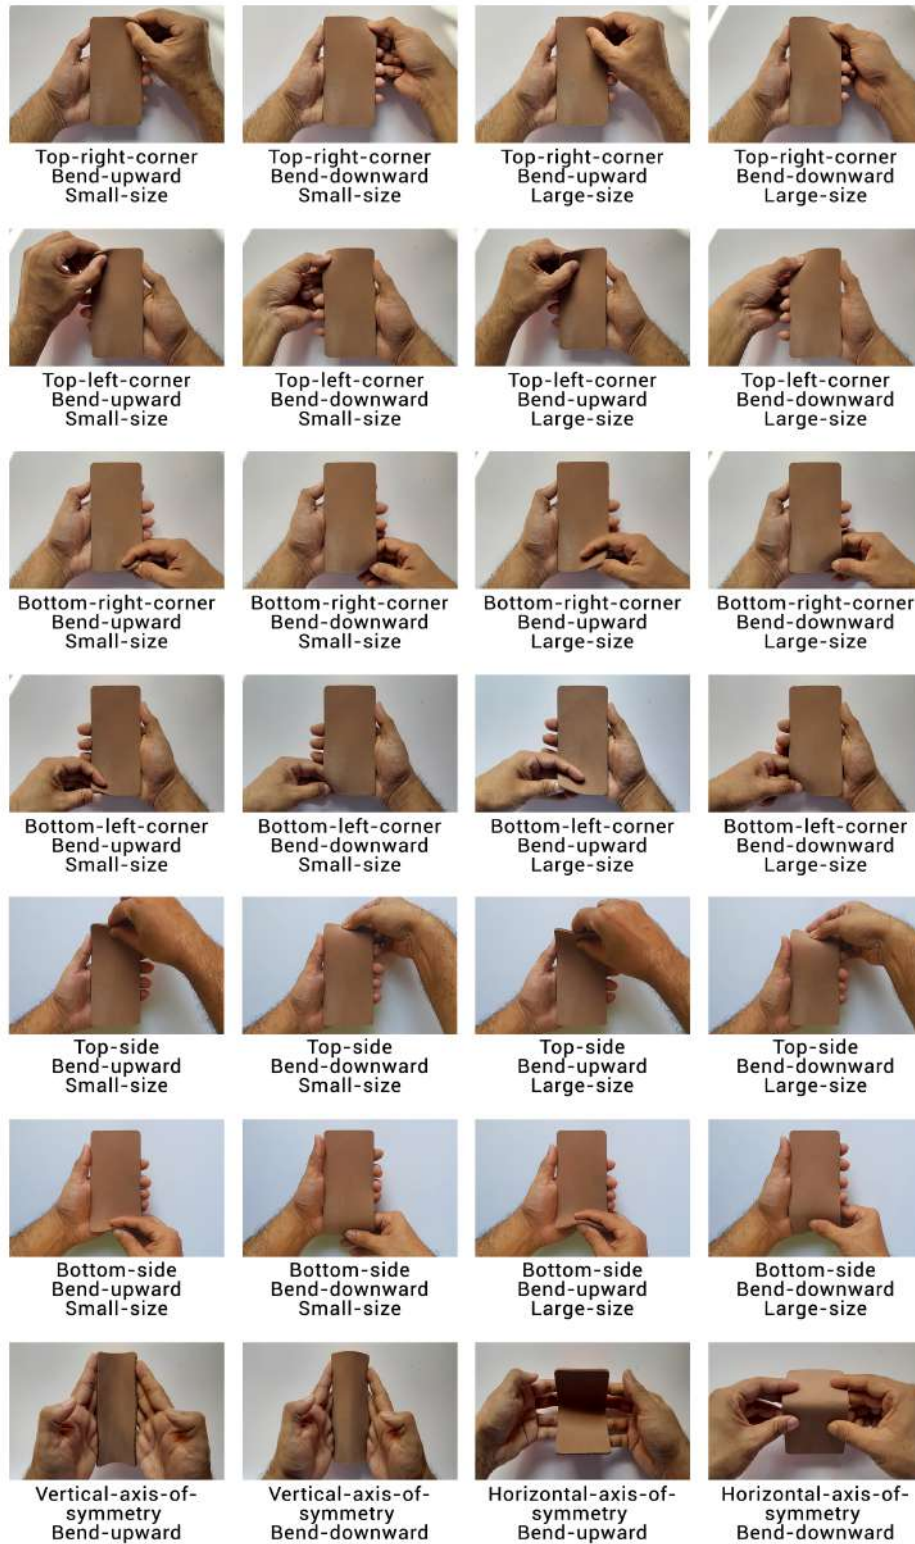 Top-right-corner
Bend-upward
Small-size
Top-right-corner
Bend-downward
Small-size
Top-right-corner
Bend-upward
Large-size
Top-right-corner
Bend-downward
Large-size
Top-left-corner
Bend-upward
Small-size
Top-left-corner
Bend-downward
Small-size
Top-left-corner
Bend-upward
Large-size
Top-left-corner
Bend-downward
Large-size
Bottom-right-corner
Bend-upward
Small-size
Bottom-right-corner
Bend-downward
Small-size
Bottom-right-corner
Bend-upward
Large-size
Bottom-right-corner
Bend-downward
Large-size
Bottom-left-corner
Bend-upward
Small-size
Bottom-left-corner
Bend-downward
Small-size
Bottom-left-corner
Bend-upward
Large-size
Bottom-left-corner
Bend-downward
Large-size
Top-side
Bend-upward
Small-size
Top-side
Bend-downward
Small-size
Top-side
Bend-upward
Large-size
Top-side
Bend-downward
Large-size
Bottom-side
Bend-upward
Small-size
Bottom-side
Bend-downward
Small-size
Bottom-side
Bend-upward
Large-size
Bottom-side
Bend-downward
Large-size
Vertical-axis-of-
symmetry
Bend-upward
Vertical-axis-of-
symmetry
Bend-downward
Horizontal-axis-of-
symmetry
Bend-upward
Horizontal-axis-of-
symmetry
Bend-downward